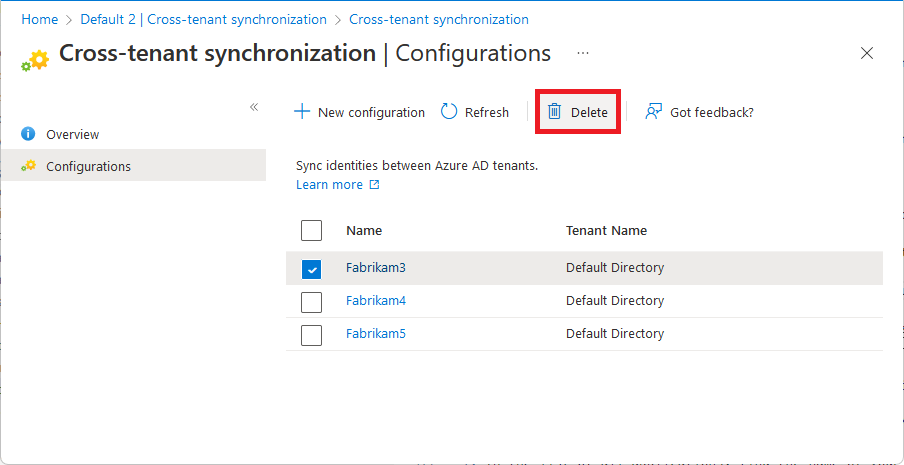 Home > Default 2 | Cross-tenant synchronization > Cross-tenant synchronization
Cross-tenant synchronization | Configurations ...
« + New configuration Refresh Delete Got feedback?
Overview
Configurations
Sync identities between Azure AD tenants.
Learn more
Name Tenant Name
Fabrikam3 Default Directory
Fabrikam4 Default Directory
Fabrikam5 Default Directory